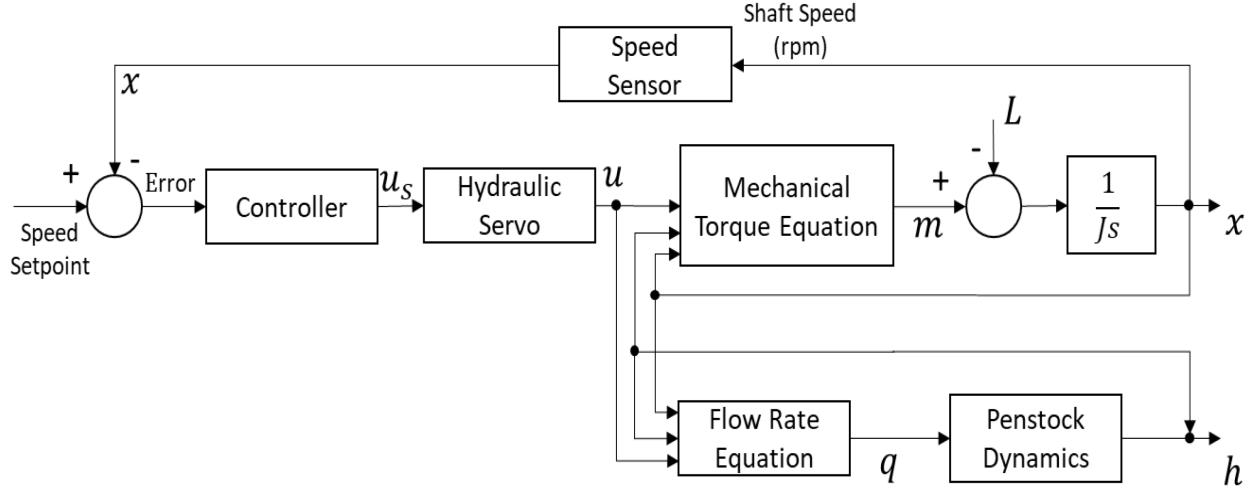 Shaft Speed
(rpm)
Speed
Sensor
x
L
-
+
-
Error
Controller
u_s
Hydraulic
Servo
u
Mechanical
Torque Equation
+
m
1
Js
x
Speed
Setpoint
Flow Rate
Equation
q
Penstock
Dynamics
h